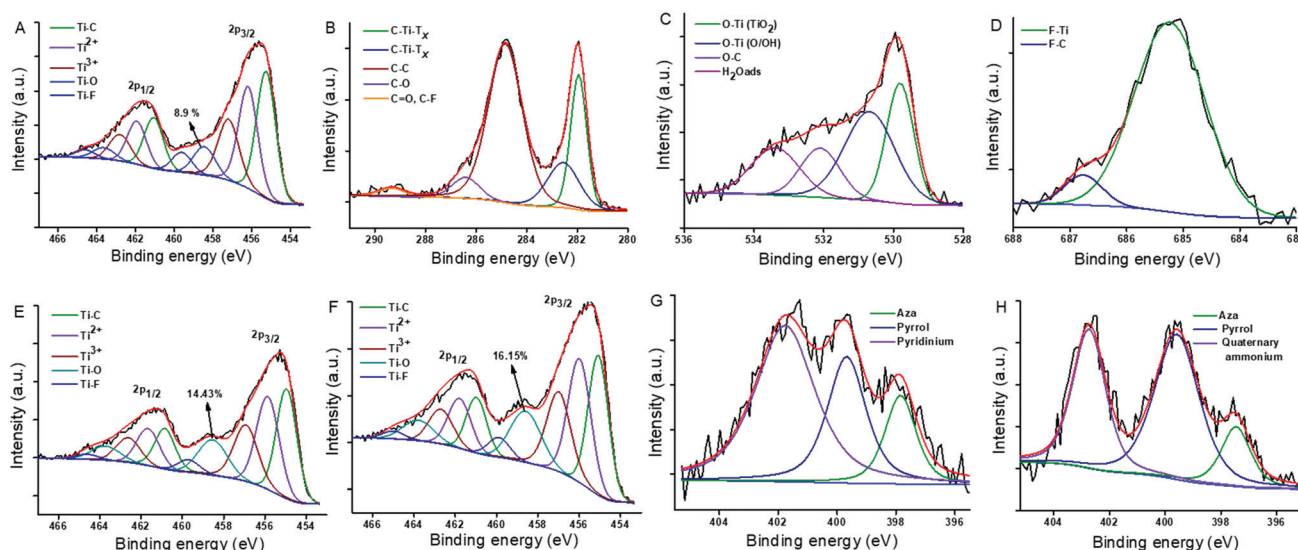 A
Ti-C
Ti2+
Ti3+
Ti-O
Ti-F
2p1/2
8.9 %
2p3/2
Intensity (a.u.)
466 464 462 460 458 456 454
Binding energy (eV)
B
C-Ti-Tx
C-Ti-Tx
C-C
C-O
C=O, C-F
Intensity (a.u.)
290 288 286 284 282 280
Binding energy (eV)
C
O-Ti (TiO2)
O-Ti (O/OH)
O-C
H2Oads
Intensity (a.u.)
536 534 532 530 528
Binding energy (eV)
D
F-Ti
F-C
Intensity (a.u.)
688 687 686 685 684 68
Binding energy (eV)
E
Ti-C
Ti2+
Ti3+
Ti-O
Ti-F
2p1/2
14.43%
2p3/2
Intensity (a.u.)
466 464 462 460 458 456 454
Binding energy (eV)
F
Ti-C
Ti2+
Ti3+
Ti-O
Ti-F
2p1/2
16.15%
2p3/2
Intensity (a.u.)
466 464 462 460 458 456 454
Binding energy (eV)
G
Aza
Pyrrol
Pyridinium
Intensity (a.u.)
404 402 400 398 396
Binding energy (eV)
H
Aza
Pyrrol
Quaternary
ammonium
Intensity (a.u.)
404 402 400 398 396
Binding energy (eV)